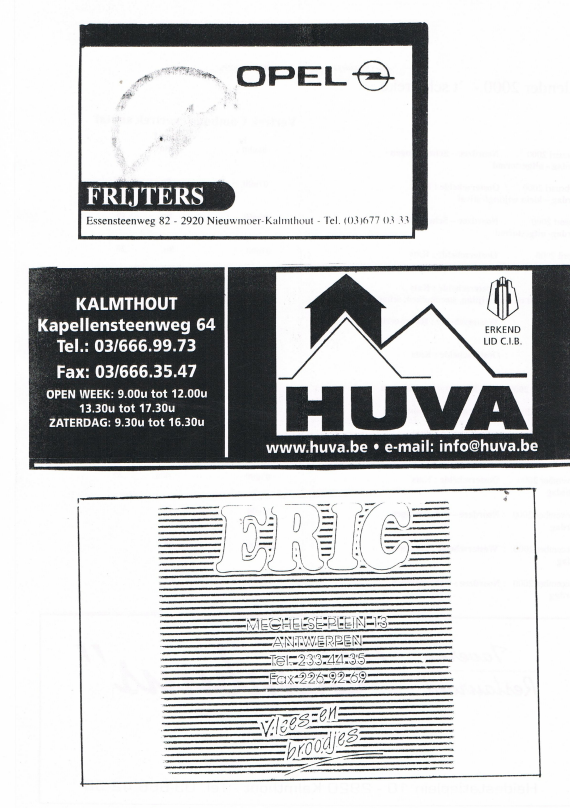 OPEL
FRIJTERS
Essensteenweg 82 - 2920 Nieuwmoer-Kalmthout - Tel. (03)677 03 33
KALMTHOUT
Kapellensteenweg 64
Tel.: 03/666.99.73
Fax: 03/666.35.47
OPEN WEEK: 9.00u tot 12.00u
13.30u tot 17.30u
ZATERDAG: 9.30u tot 16.30u
ERKEND
LID C.I.B.
HUVA
www.huva.be • e-mail: info@huva.be
ERIC
MECHELSE PLEIN 13
ANTWERPEN
Tel. 233.44.35
Fax 226.92.69
Vlees en
broodjes